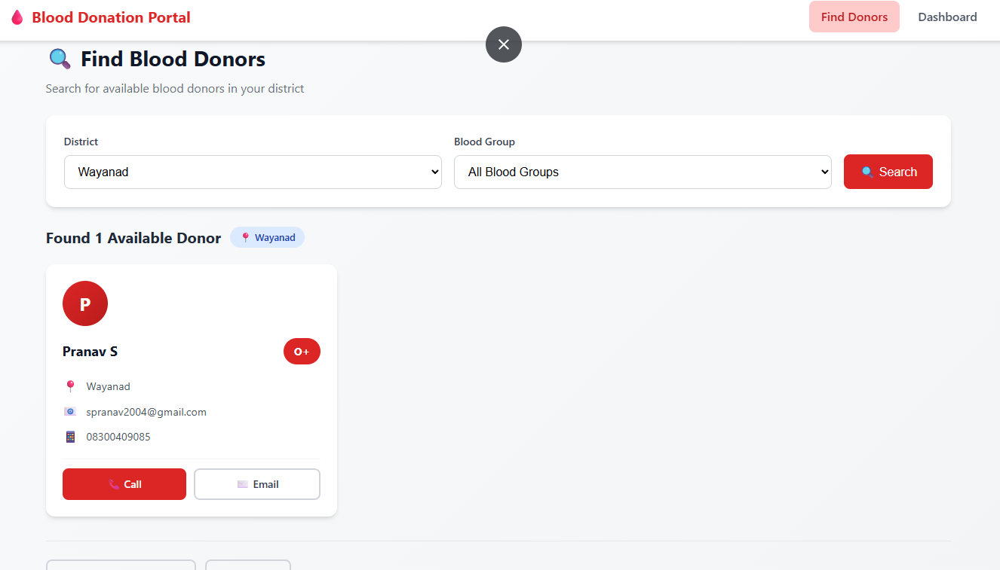 Blood Donation Portal
Find Donors
Dashboard
Find Blood Donors
Search for available blood donors in your district
District
Blood Group
Wayanad
All Blood Groups
Search
Found 1 Available Donor
Wayanad
P
Pranav S
O+
Wayanad
spranav2004@gmail.com
08300409085
Call
Email